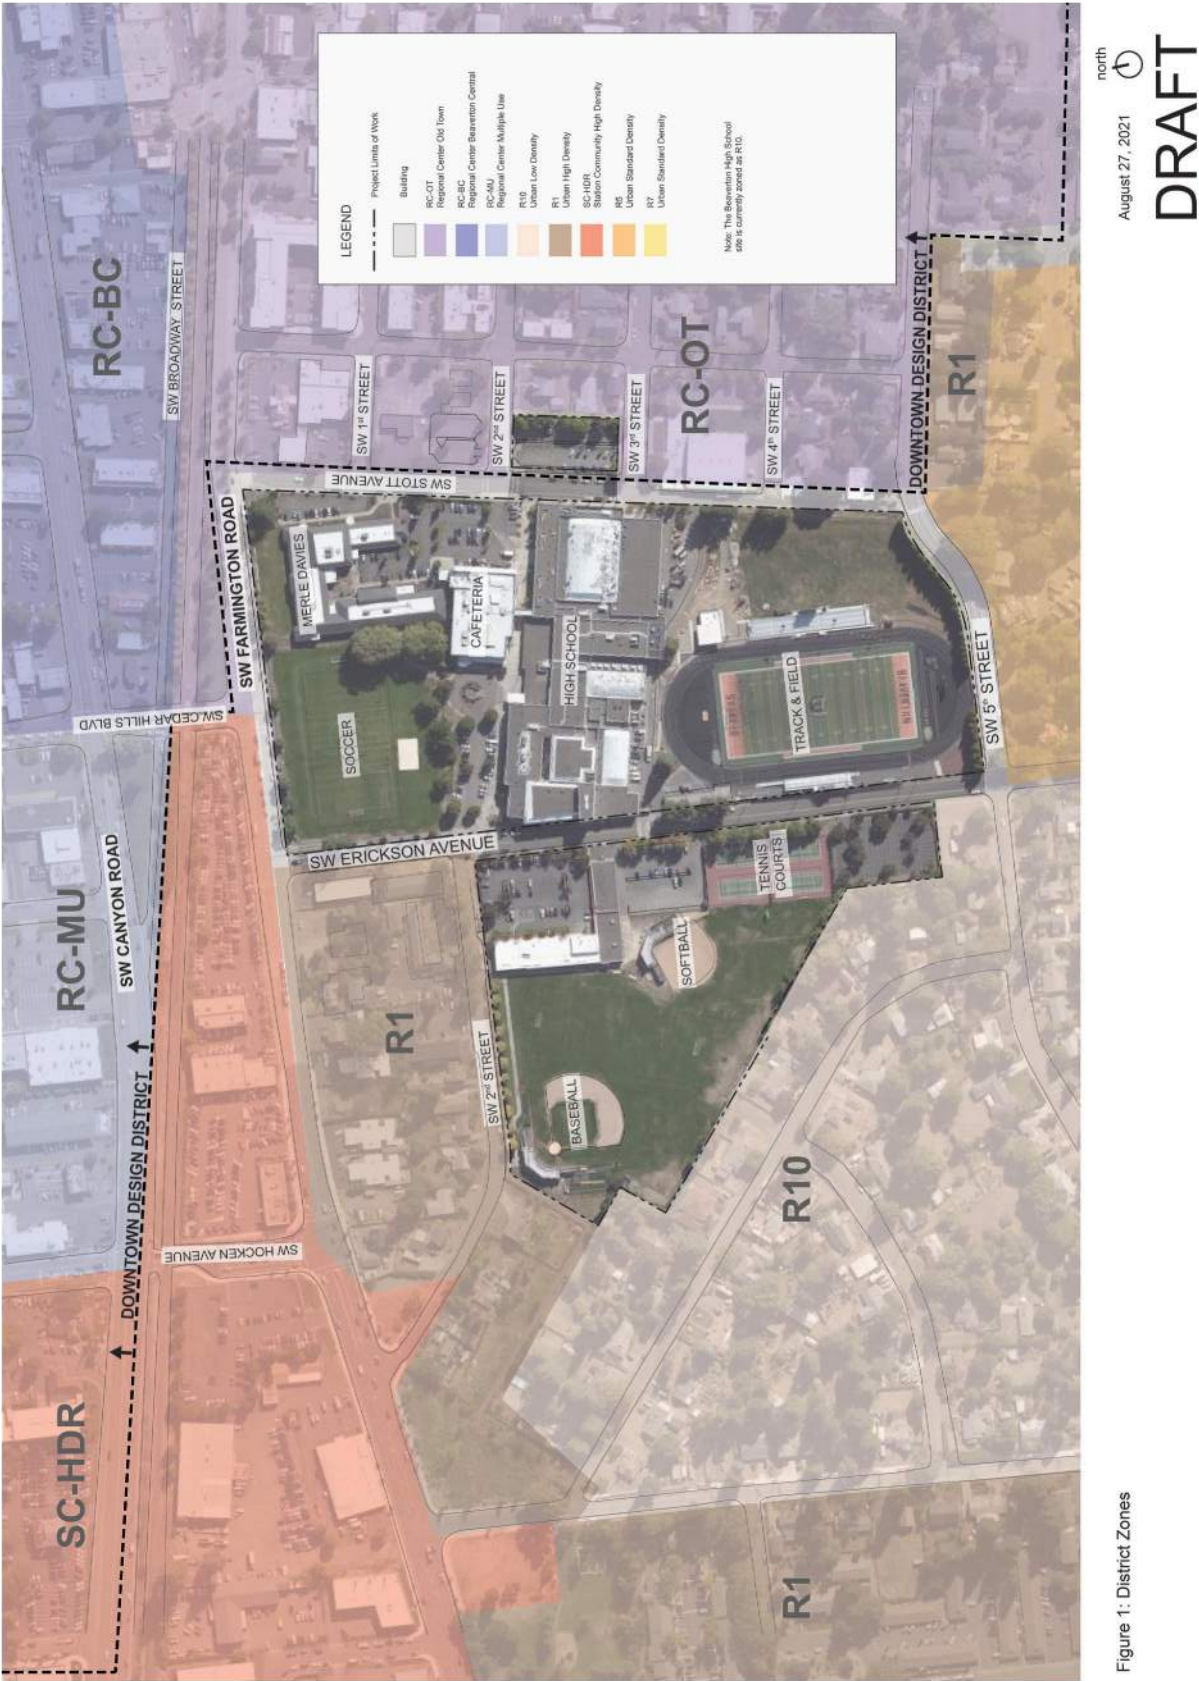 SC-HDR
RC-MU
RC-BC
DOWNTOWN DESIGN DISTRICT
SW CANYON ROAD
SW CEDAR HILLS BLVD
SW BROADWAY STREET
SW HOCKEN AVENUE
SW FARMINGTON ROAD
R1
SW 2nd STREET
SW ERICKSON AVENUE
SOCCER
MERLE DAVIES
CAFETERIA
SW STOTT AVENUE
SW 1st STREET
SW 2nd STREET
SW 3rd STREET
SW 4th STREET
RC-OT
HIGH SCHOOL
BASEBALL
SOFTBALL
TENNIS
COURTS
TRACK & FIELD
BEAVERTON
R10
R1
SW 5th STREET
DOWNTOWN DESIGN DISTRICT
R1
LEGEND
Project Limits of Work
Building
RC-OT
Regional Center Old Town
RC-BC
Regional Center Beaverton Central
RC-MU
Regional Center Multiple Use
R10
Urban Low Density
R1
Urban High Density
SC-HDR
Station Community High Density
R5
Urban Standard Density
R7
Urban Standard Density
Note: The Beaverton High School
site is currently zoned as R10.
Figure 1: District Zones
August 27, 2021
north
DRAFT